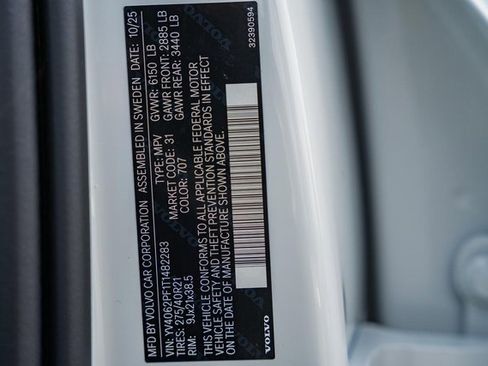 MFD BY VOLVO CAR CORPORATION ASSEMBLED IN SWEDEN DATE: 10/25
GVWR: 6150 LB
GAWR FRONT: 2885 LB
GAWR REAR: 3440 LB
VIN: YV4062PF1T1482283 TYPE: MPV
TIRES: 275/40R21 MARKET CODE: 31
RIM: 9Jx21x38.5 COLOR: 707
THIS VEHICLE CONFORMS TO ALL APPLICABLE FEDERAL MOTOR
VEHICLE SAFETY AND THEFT PREVENTION STANDARDS IN EFFECT
ON THE DATE OF MANUFACTURE SHOWN ABOVE.
VOLVO
32390594